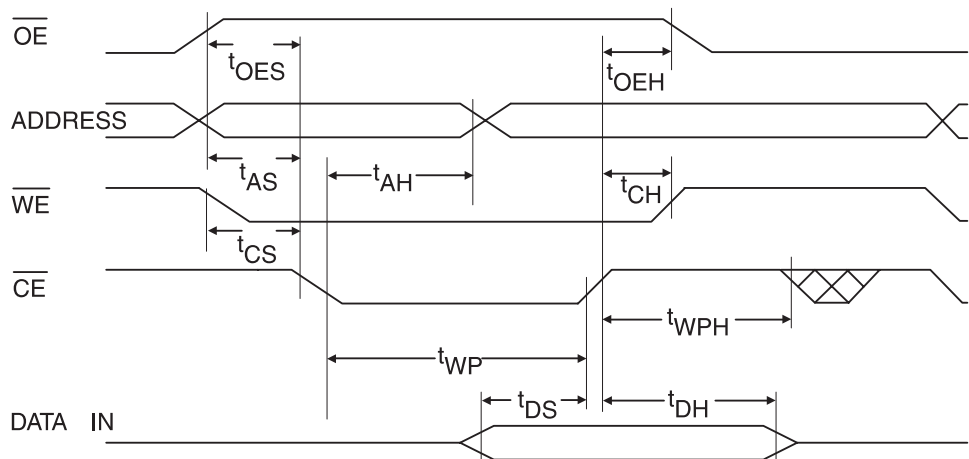 OE
tOES
tOEH
ADDRESS
tAS
tAH
tCH
WE
tCS
CE
tWPH
tWP
tDS
tDH
DATA IN